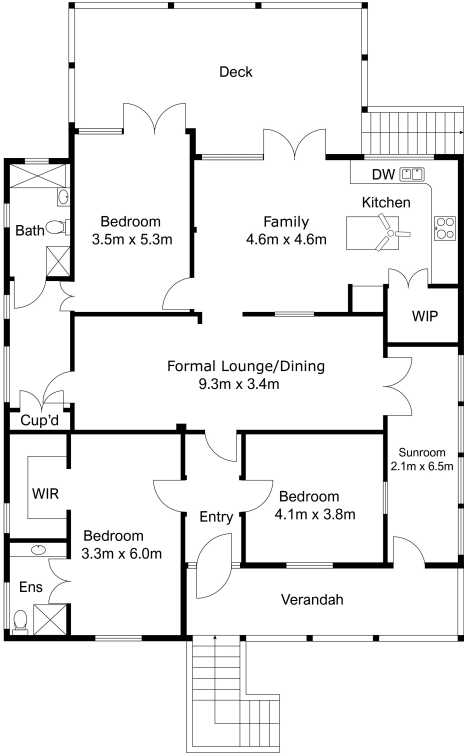 Deck
DW
Kitchen
Bedroom
3.5m x 5.3m
Family
4.6m x 4.6m
Bath
WIP
Formal Lounge/Dining
9.3m x 3.4m
Cup'd
Sunroom
2.1m x 6.5m
WIR
Bedroom
4.1m x 3.8m
Entry
Bedroom
3.3m x 6.0m
Ens
Verandah